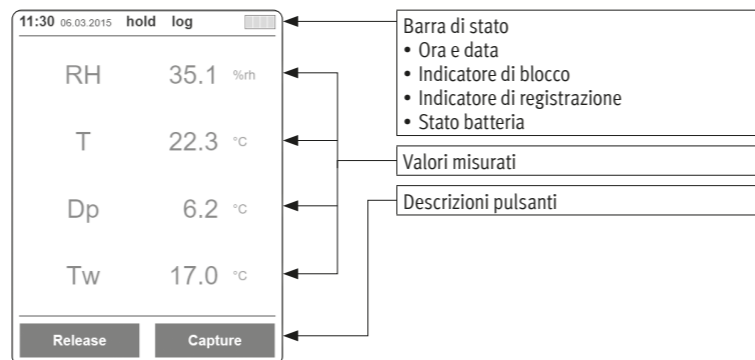 11:30 06.03.2015 hold log
RH 35.1 %rh
T 22.3 °C
Dp 6.2 °C
Tw 17.0 °C
Release Capture
Barra di stato
• Ora e data
• Indicatore di blocco
• Indicatore di registrazione
• Stato batteria
Valori misurati
Descrizioni pulsanti